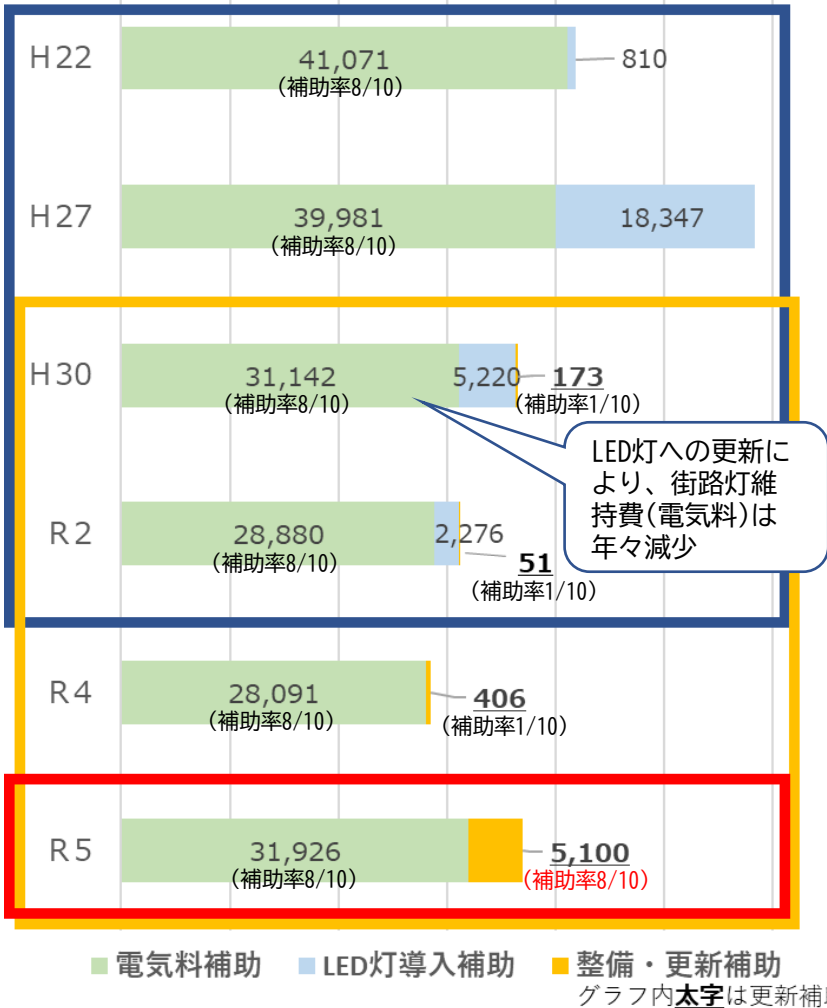 H22
41,071
810
(補助率8/10)
H27
39,981
18,347
(補助率8/10)
H30
31,142
5,220
173
(補助率8/10)
(補助率1/10)
LED灯への更新に
より、街路灯維
持費(電気料)は
年々減少
R2
28,880
2,276
(補助率8/10)
51
(補助率1/10)
R4
28,091
406
(補助率8/10)
(補助率1/10)
R5
31,926
5,100
(補助率8/10)
(補助率8/10)
電気料補助 LED灯導入補助 整備・更新補助
グラフ内太字は更新補